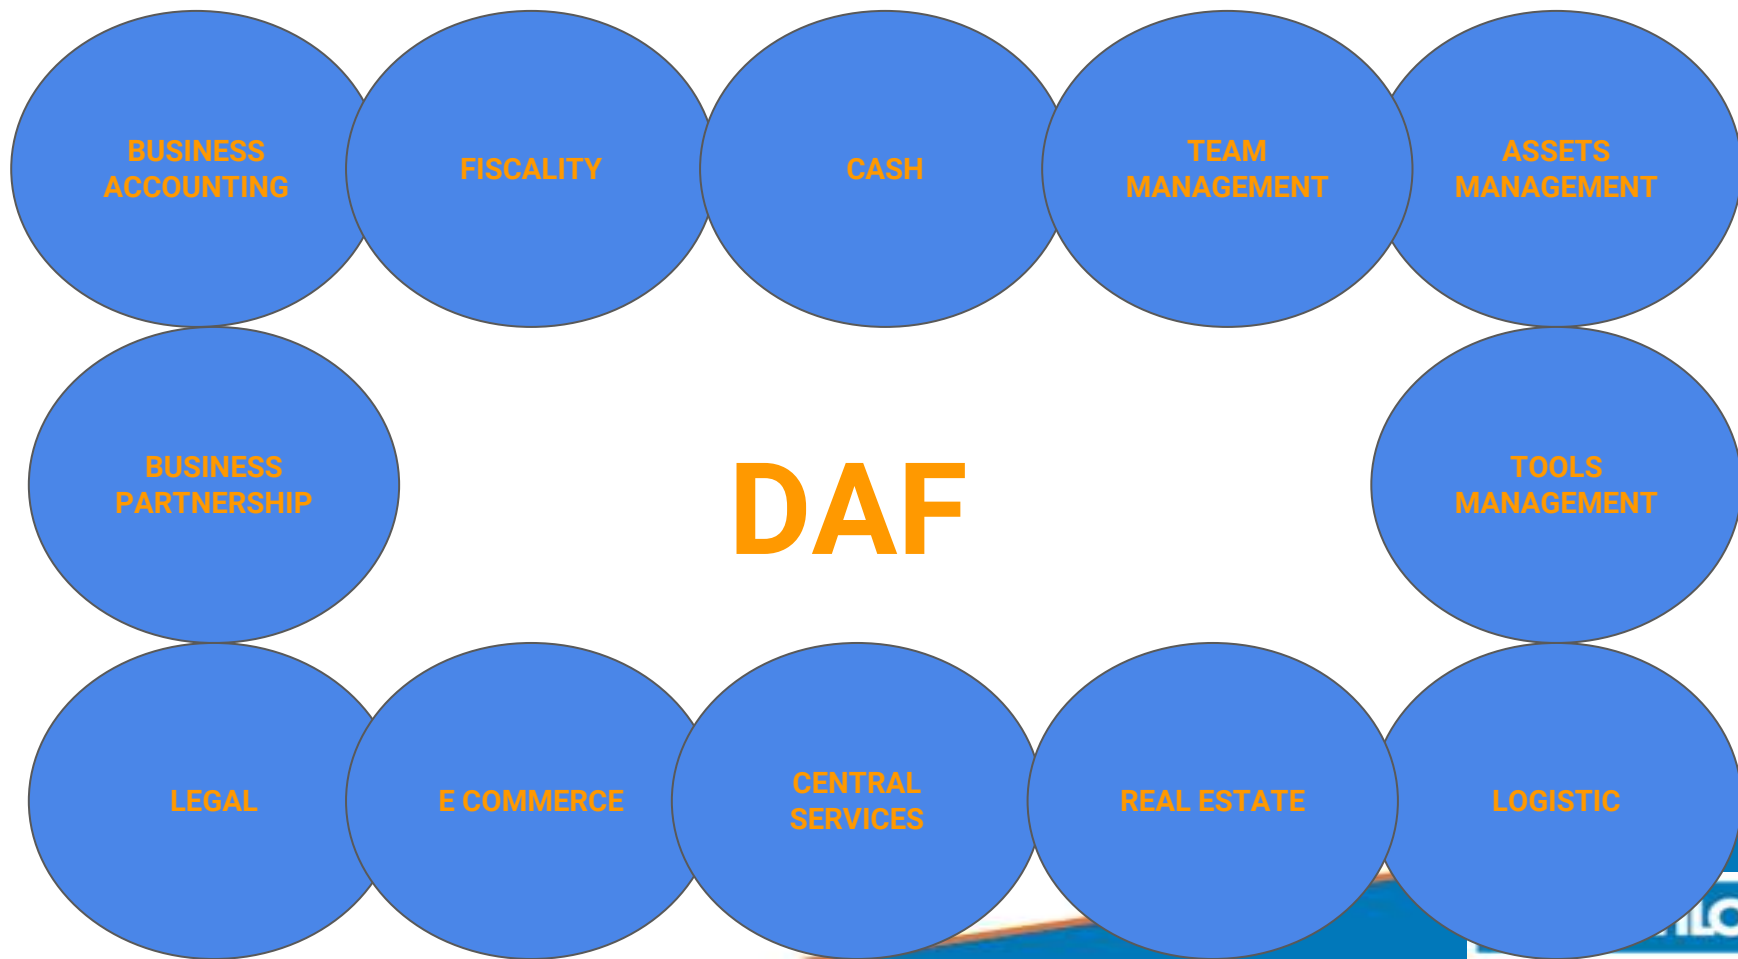 BUSINESS
ACCOUNTING
FISCALITY
CASH
TEAM
MANAGEMENT
ASSETS
MANAGEMENT
BUSINESS
PARTNERSHIP
DAF
TOOLS
MANAGEMENT
LEGAL
E COMMERCE
CENTRAL
SERVICES
REAL ESTATE
LOGISTIC